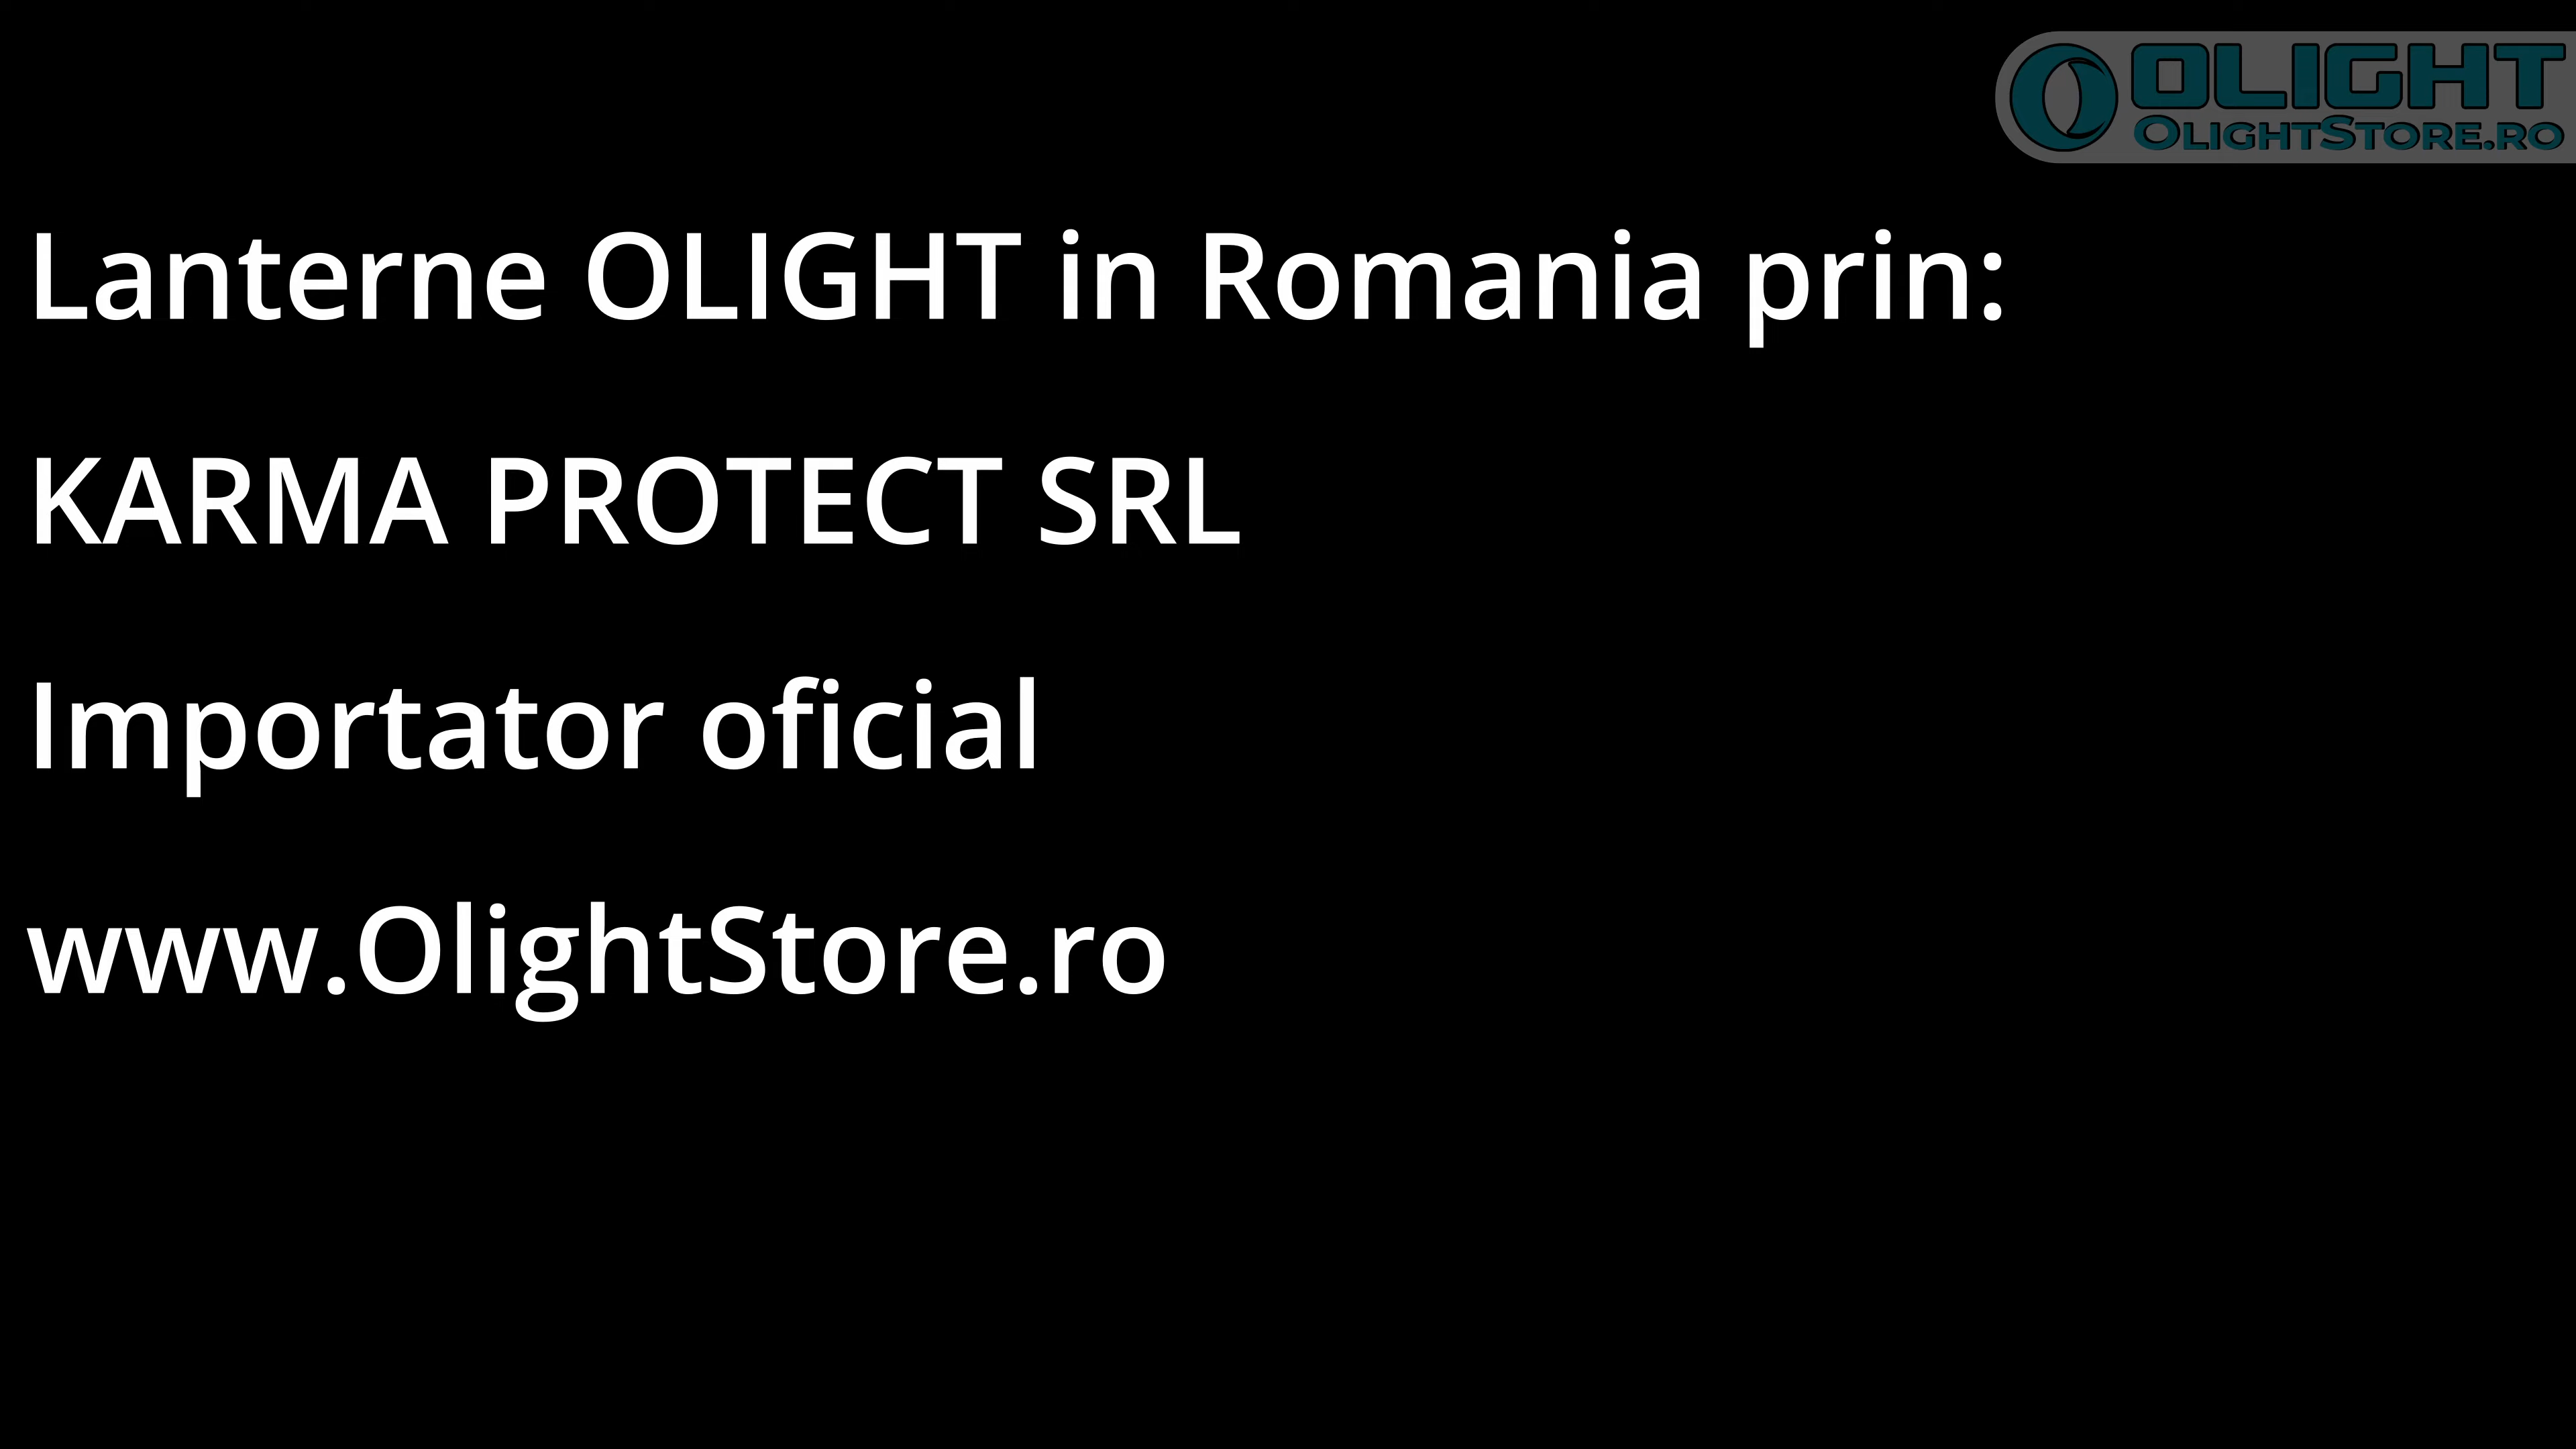 OLIGHT
OLIGHTSTORE.RO
Lanterne OLIGHT in Romania prin:
KARMA PROTECT SRL
Importator oficial
www.OlightStore.ro